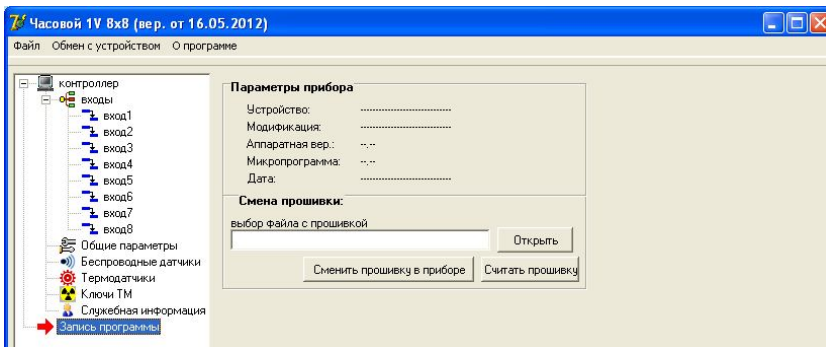 Часовой 1V 8x8 (вер. от 16.05.2012)
Файл Обмен с устройством О программе
контроллер
входы
вход1
вход2
вход3
вход4
вход5
вход6
вход7
вход8
Общие параметры
Беспроводные датчики
Термодатчики
Ключи ТМ
Служебная информация
Запись программы
Параметры прибора
Устройство: ------------------------------
Модификация: ------------------------------
Аппаратная вер.: --.--
Микропрограмма: --.--
Дата: ------------------------------
Смена прошивки:
выбор файла с прошивкой
Открыть
Сменить прошивку в приборе Считать прошивку